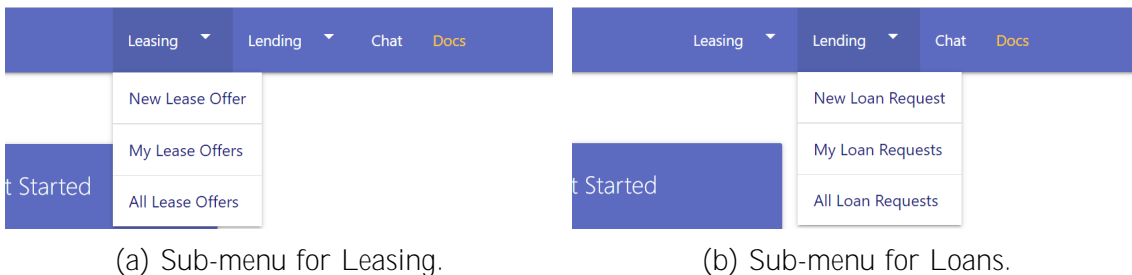 Leasing Lending Chat Docs
New Lease Offer
My Lease Offers
All Lease Offers
t Started
(a) Sub-menu for Leasing.
Leasing Lending Chat Docs
New Loan Request
My Loan Requests
All Loan Requests
t Started
(b) Sub-menu for Loans.